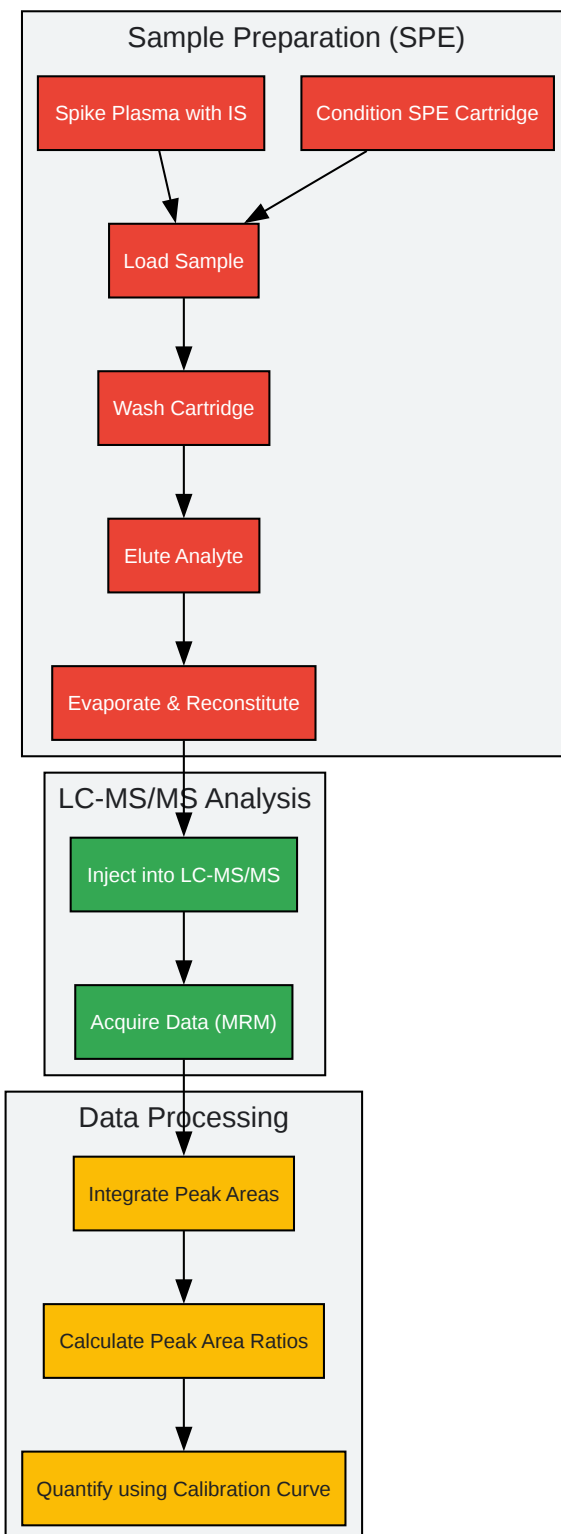 Sample Preparation (SPE)
Spike Plasma with IS
Condition SPE Cartridge
Load Sample
Wash Cartridge
Elute Analyte
Evaporate & Reconstitute
LC-MS/MS Analysis
Inject into LC-MS/MS
Acquire Data (MRM)
Data Processing
Integrate Peak Areas
Calculate Peak Area Ratios
Quantify using Calibration Curve